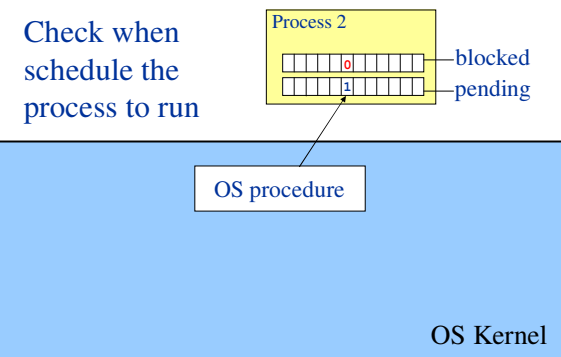 Check when
schedule the
process to run
Process 2
0
blocked
1
pending
OS procedure
OS Kernel